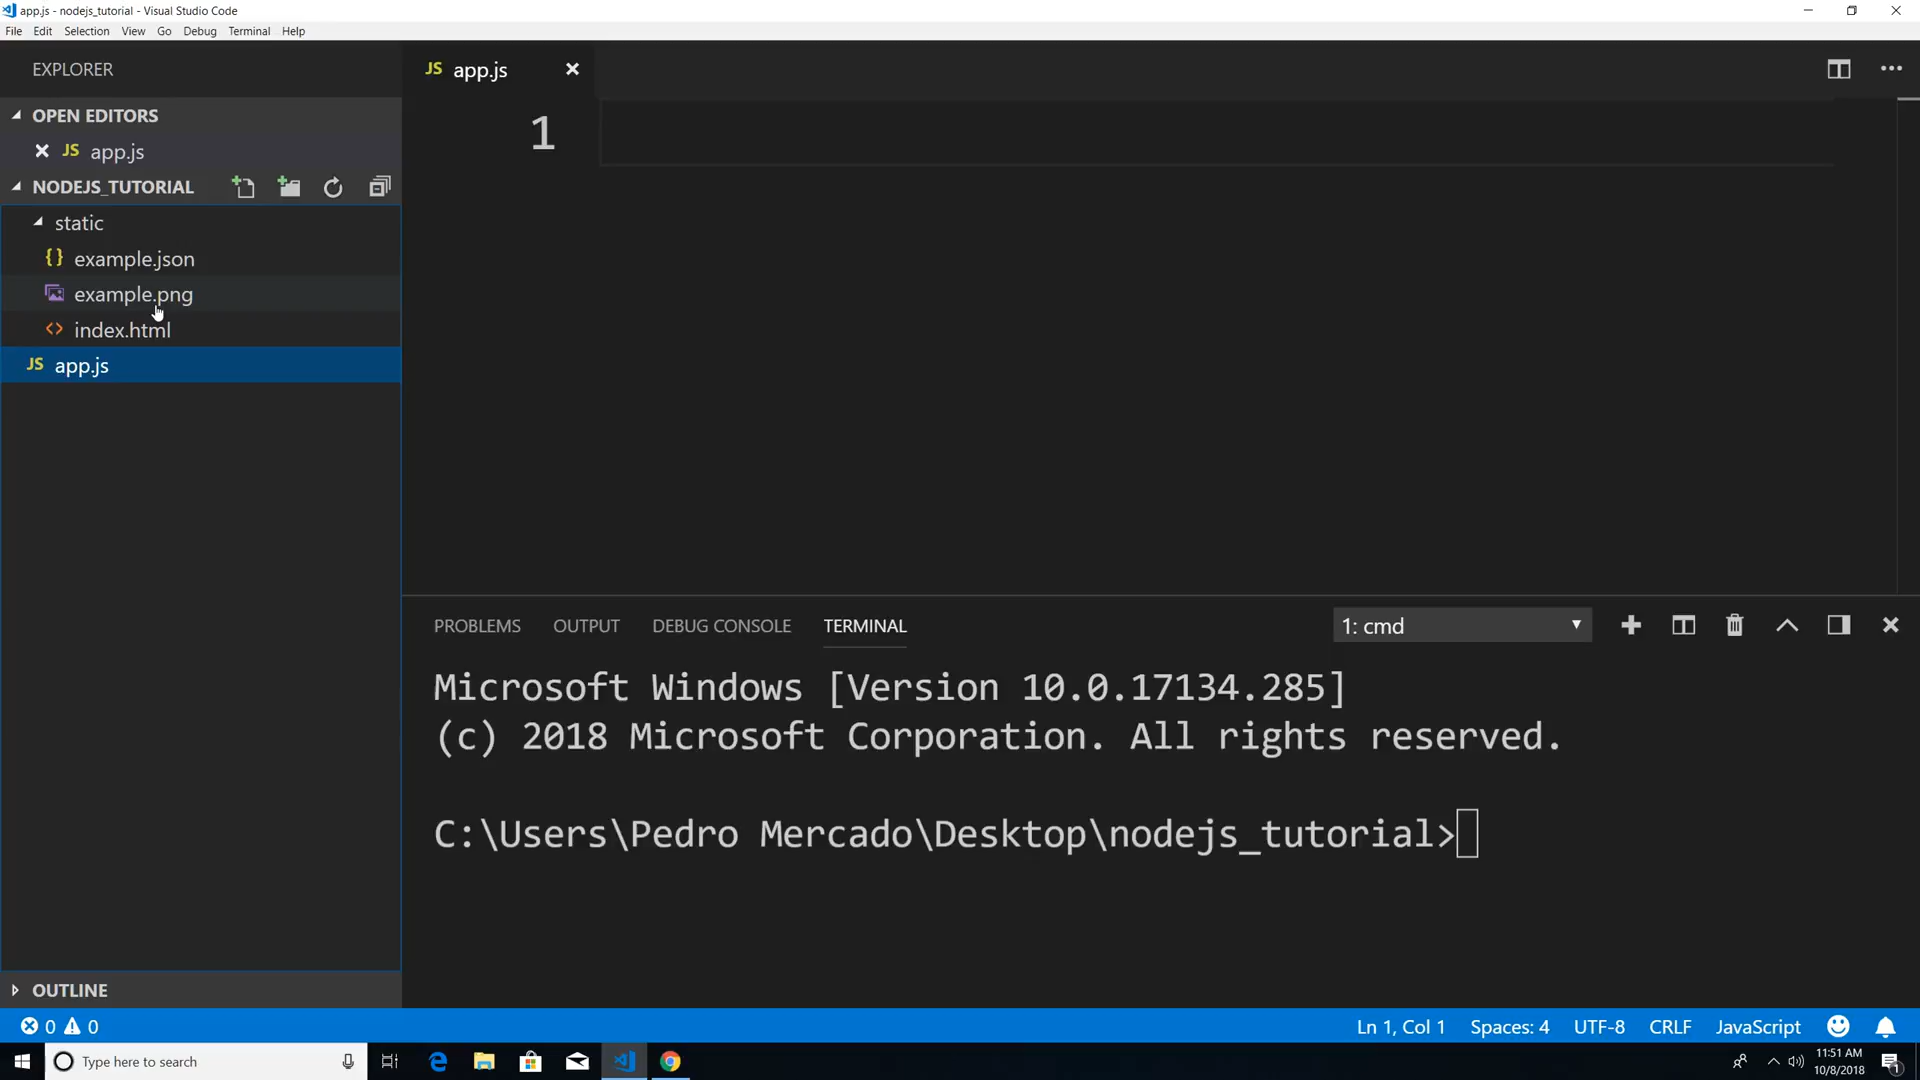 app.js - nodejs_tutorial - Visual Studio Code
File Edit Selection View Go Debug Terminal Help
EXPLORER
OPEN EDITORS
JS app.js
NODEJS_TUTORIAL
static
{} example.json
example.png
<> index.html
JS app.js
OUTLINE
JS app.js
1
PROBLEMS OUTPUT DEBUG CONSOLE TERMINAL
1: cmd
Microsoft Windows [Version 10.0.17134.285]
(c) 2018 Microsoft Corporation. All rights reserved.
C:\Users\Pedro Mercado\Desktop\nodejs_tutorial>
0 0
Ln 1, Col 1 Spaces: 4 UTF-8 CRLF JavaScript
Type here to search
11:51 AM
10/8/2018
1